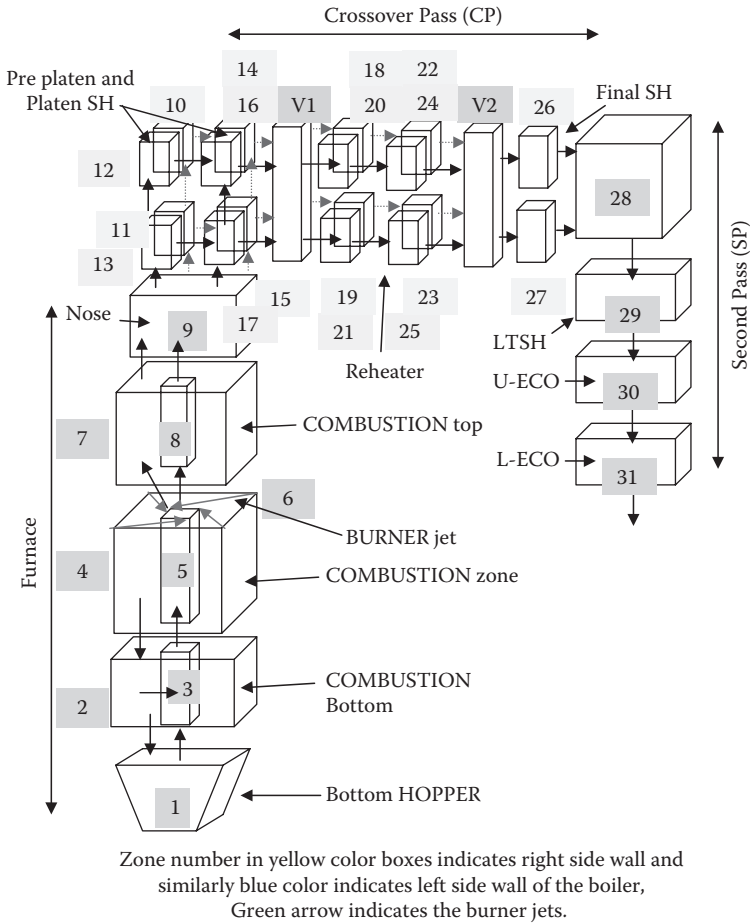 Crossover Pass (CP)
14 18 22
Pre platen and
Platen SH
10 16 V1 20 24 V2 26 Final SH
12
28
11
13
Second Pass (SP)
Nose 9 15 17 19 23 27 29
21 25
LTSH
Reheater
U-ECO 30
7 8 COMBUSTION top
L-ECO 31
6
BURNER jet
Furnace
4 5 COMBUSTION zone
2 3 COMBUSTION
Bottom
1 Bottom HOPPER
Zone number in yellow color boxes indicates right side wall and
similarly blue color indicates left side wall of the boiler,
Green arrow indicates the burner jets.